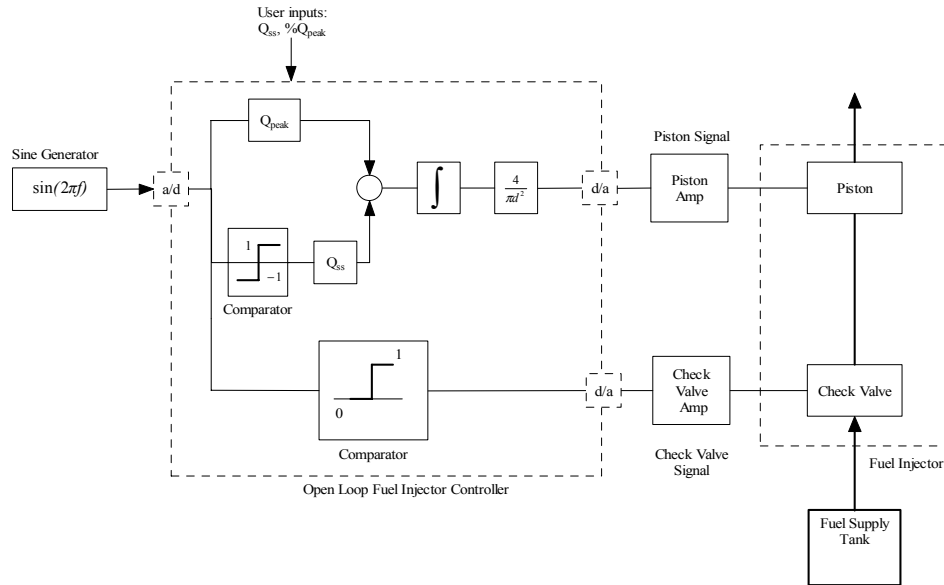 User inputs:
Qss, %Qpeak
Qpeak
Piston Signal
Sine Generator
sin(2πf)
a/d
∫
4
πd²
d/a
Piston
Amp
Piston
1
−1
Qss
Comparator
1
0
Comparator
d/a
Check
Valve
Amp
Check Valve
Check Valve
Signal
Fuel Injector
Open Loop Fuel Injector Controller
Fuel Supply
Tank